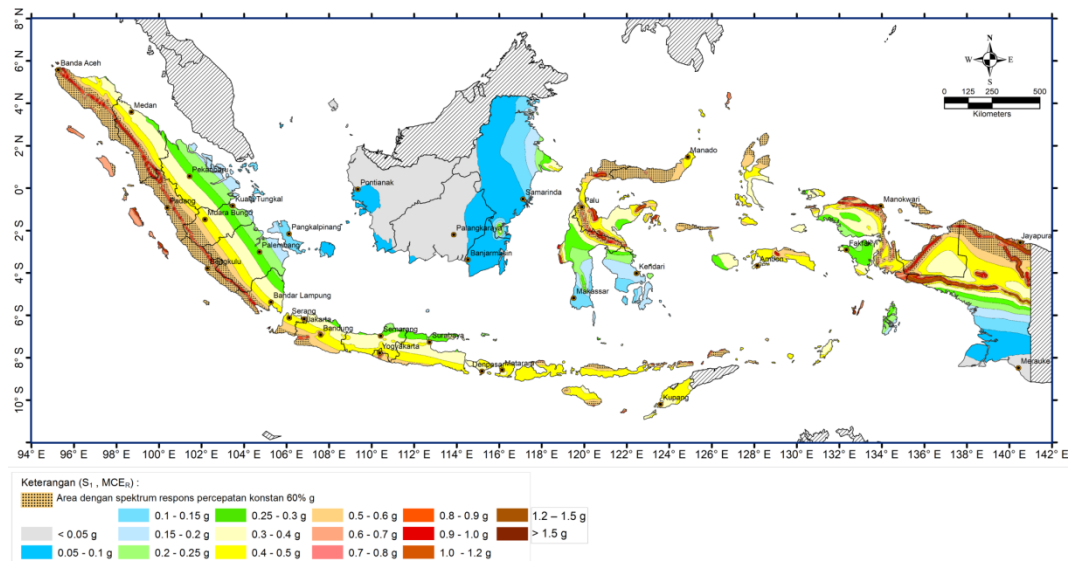 8° N
6° N
4° N
2° N
0°
2° S
4° S
6° S
8° S
10° S
N
W E
S
0 125 250 500
Kilometers
Banda Aceh
Medan
Manado
Pekanbaru
Pontianak
Samarinda
Kuala Tungkal
Padang
Muara Bungo
Palu
Manokwari
Pangkalpinang
Palangkaraya
Jayapura
Palembang
Fakfak
Bengkulu
Banjarmasin
Ambon
Kendari
Makassar
Bandar Lampung
Serang
Jakarta
Bandung
Semarang
Surabaya
Yogyakarta
Denpasar
Mataram
Merauke
Kupang
94° 96° 98° 100° 102° 104° 106° 108° 110° 112° 114° 116° 118° 120° 122° 124° 126° 128° 130° 132° 134° 136° 138° 140° 142° E
Keterangan (S₁ , MCE_R) :
Area dengan spektrum respons percepatan konstan 60% g
0.1 - 0.15 g 0.25 - 0.3 g 0.5 - 0.6 g 0.8 - 0.9 g 1.2 – 1.5 g
< 0.05 g 0.15 - 0.2 g 0.3 - 0.4 g 0.6 - 0.7 g 0.9 - 1.0 g > 1.5 g
0.05 - 0.1 g 0.2 - 0.25 g 0.4 - 0.5 g 0.7 - 0.8 g 1.0 - 1.2 g